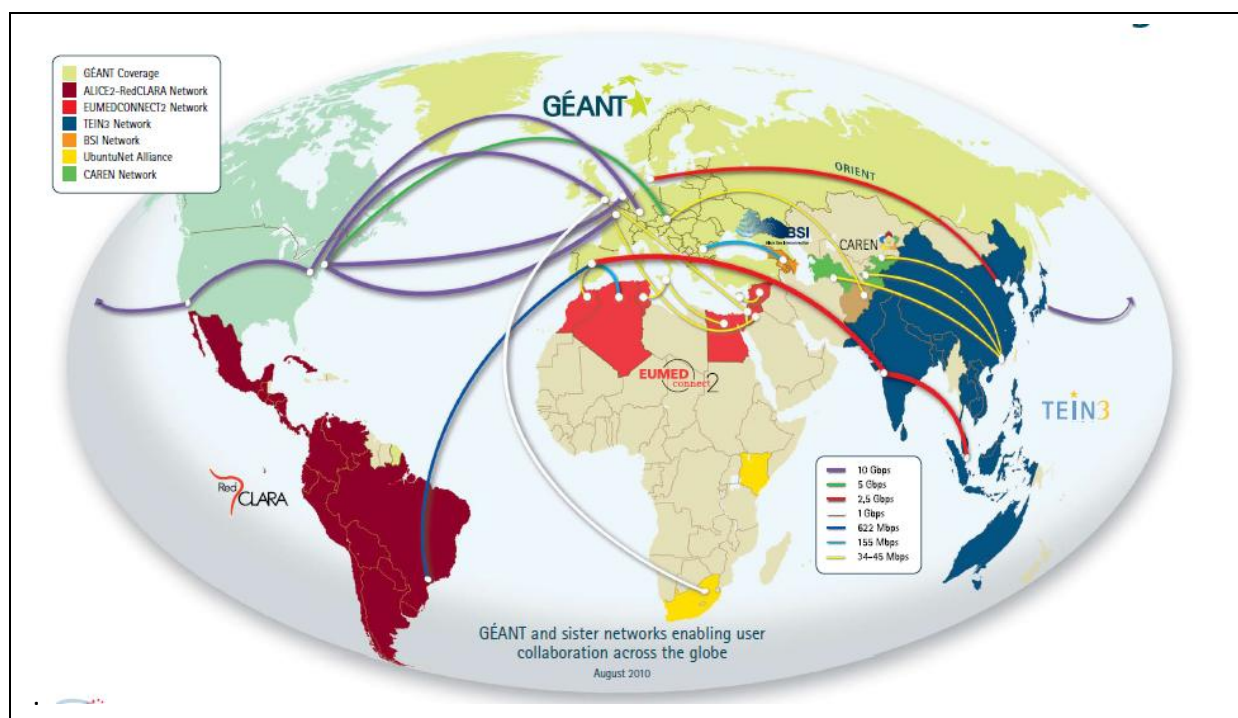 GÉANT Coverage
ALICE2-RedCLARA Network
EUMEDCONNECT2 Network
TEIN3 Network
BSI Network
UbuntuNet Alliance
CAREN Network
GÉANT
ORIENT
BSI
CAREN
EUMED
connect 2
TEIN3
Red
CLARA
10 Gbps
5 Gbps
2,5 Gbps
1 Gbps
622 Mbps
155 Mbps
34–45 Mbps
GÉANT and sister networks enabling user
collaboration across the globe
August 2010